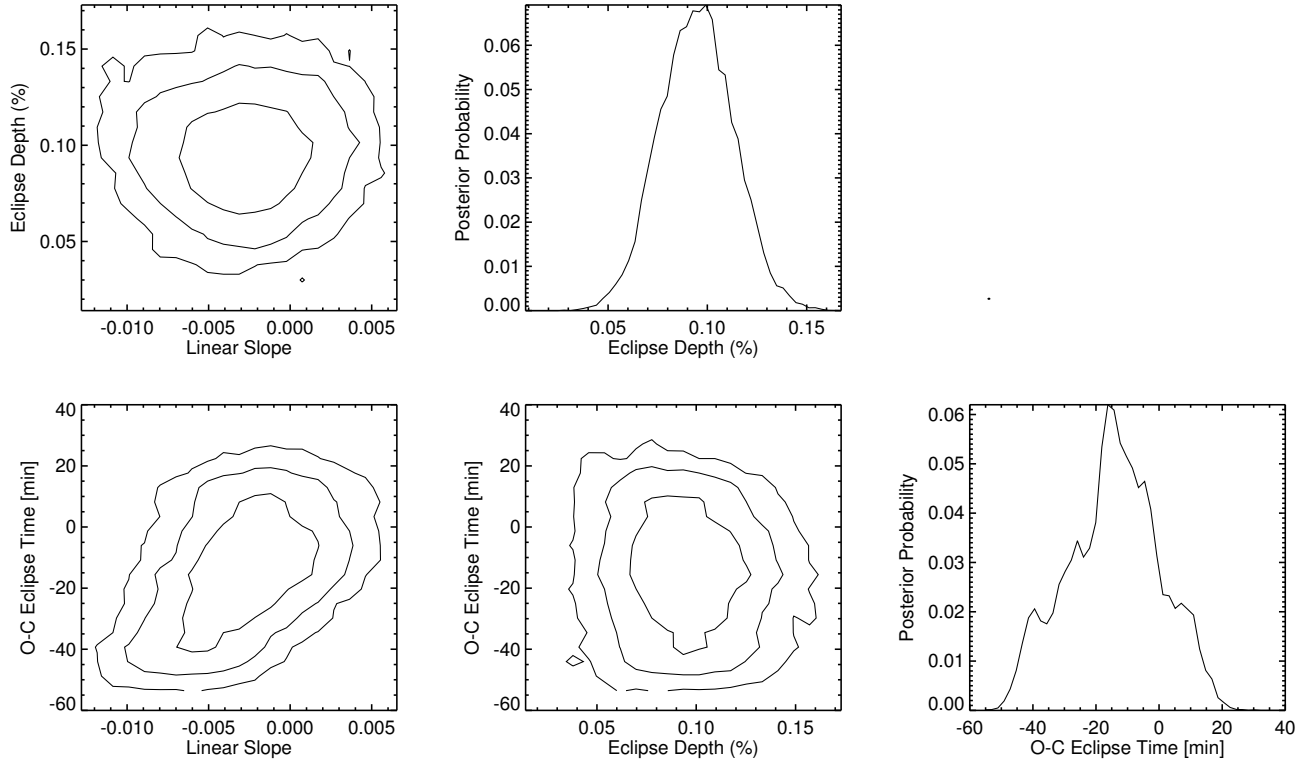 Eclipse Depth (%)
0.15
0.10
0.05
-0.010 -0.005 0.000 0.005
Linear Slope
Posterior Probability
0.06
0.05
0.04
0.03
0.02
0.01
0.00
0.05 0.10 0.15
Eclipse Depth (%)
O-C Eclipse Time [min]
40
20
0
-20
-40
-60
-0.010 -0.005 0.000 0.005
Linear Slope
O-C Eclipse Time [min]
40
20
0
-20
-40
-60
0.05 0.10 0.15
Eclipse Depth (%)
Posterior Probability
0.06
0.05
0.04
0.03
0.02
0.01
0.00
-60 -40 -20 0 20 40
O-C Eclipse Time [min]